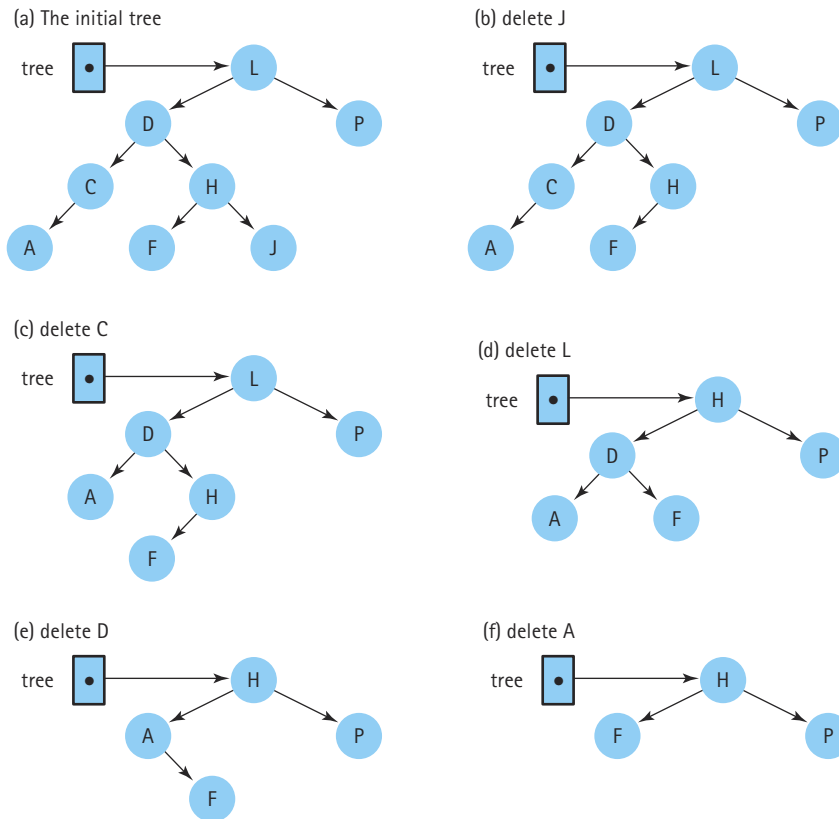 (a) The initial tree
tree
L
D
P
C
H
A
F
J
(b) delete J
tree
L
D
P
C
H
A
F
(c) delete C
tree
L
D
P
A
H
F
(d) delete L
tree
H
D
P
A
F
(e) delete D
tree
H
A
P
F
(f) delete A
tree
H
F
P